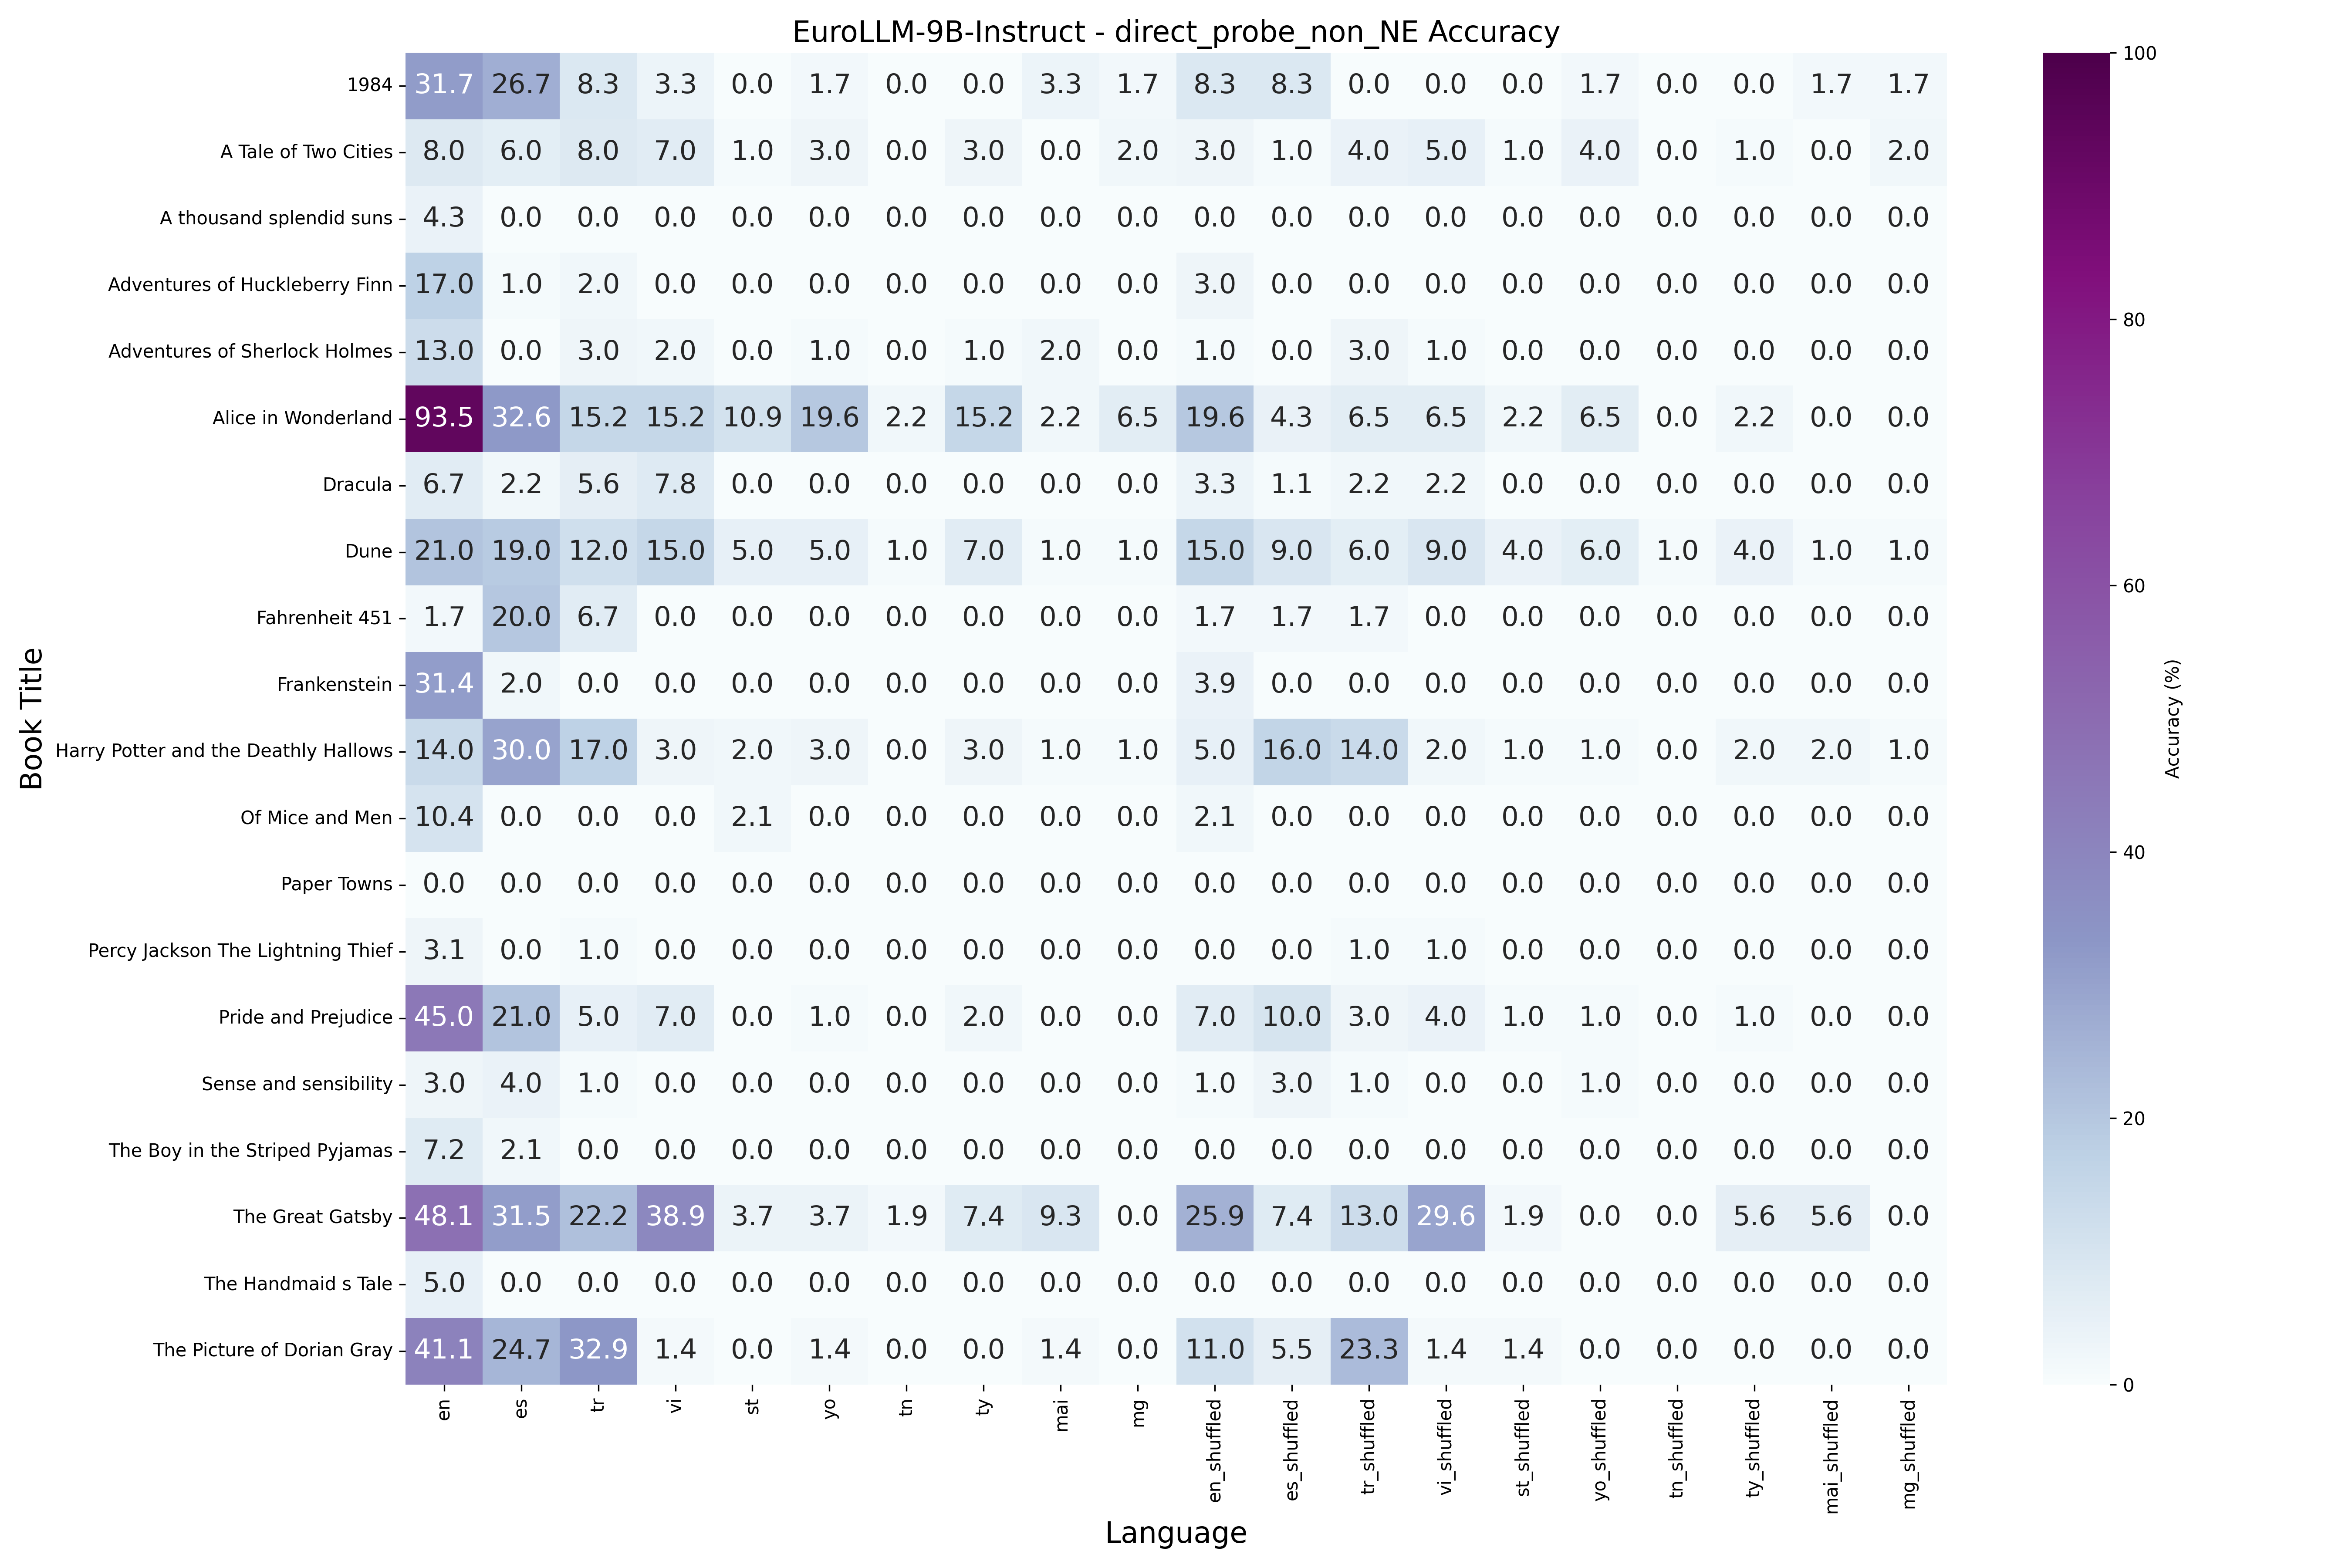 EuroLLM-9B-Instruct - direct_probe_non_NE Accuracy
Book Title
1984 31.7 26.7 8.3 3.3 0.0 1.7 0.0 0.0 3.3 1.7 8.3 8.3 0.0 0.0 0.0 1.7 0.0 0.0 1.7 1.7
A Tale of Two Cities 8.0 6.0 8.0 7.0 1.0 3.0 0.0 3.0 0.0 2.0 3.0 1.0 4.0 5.0 1.0 4.0 0.0 1.0 0.0 2.0
A thousand splendid suns 4.3 0.0 0.0 0.0 0.0 0.0 0.0 0.0 0.0 0.0 0.0 0.0 0.0 0.0 0.0 0.0 0.0 0.0 0.0 0.0
Adventures of Huckleberry Finn 17.0 1.0 2.0 0.0 0.0 0.0 0.0 0.0 0.0 0.0 3.0 0.0 0.0 0.0 0.0 0.0 0.0 0.0 0.0 0.0
Adventures of Sherlock Holmes 13.0 0.0 3.0 2.0 0.0 1.0 0.0 1.0 2.0 0.0 1.0 0.0 3.0 1.0 0.0 0.0 0.0 0.0 0.0 0.0
Alice in Wonderland 93.5 32.6 15.2 15.2 10.9 19.6 2.2 15.2 2.2 6.5 19.6 4.3 6.5 6.5 2.2 6.5 0.0 2.2 0.0 0.0
Dracula 6.7 2.2 5.6 7.8 0.0 0.0 0.0 0.0 0.0 0.0 3.3 1.1 2.2 2.2 0.0 0.0 0.0 0.0 0.0 0.0
Dune 21.0 19.0 12.0 15.0 5.0 5.0 1.0 7.0 1.0 1.0 15.0 9.0 6.0 9.0 4.0 6.0 1.0 4.0 1.0 1.0
Fahrenheit 451 1.7 20.0 6.7 0.0 0.0 0.0 0.0 0.0 0.0 0.0 1.7 1.7 1.7 0.0 0.0 0.0 0.0 0.0 0.0 0.0
Frankenstein 31.4 2.0 0.0 0.0 0.0 0.0 0.0 0.0 0.0 0.0 3.9 0.0 0.0 0.0 0.0 0.0 0.0 0.0 0.0 0.0
Harry Potter and the Deathly Hallows 14.0 30.0 17.0 3.0 2.0 3.0 0.0 3.0 1.0 1.0 5.0 16.0 14.0 2.0 1.0 1.0 0.0 2.0 2.0 1.0
Of Mice and Men 10.4 0.0 0.0 0.0 2.1 0.0 0.0 0.0 0.0 0.0 2.1 0.0 0.0 0.0 0.0 0.0 0.0 0.0 0.0 0.0
Paper Towns 0.0 0.0 0.0 0.0 0.0 0.0 0.0 0.0 0.0 0.0 0.0 0.0 0.0 0.0 0.0 0.0 0.0 0.0 0.0 0.0
Percy Jackson The Lightning Thief 3.1 0.0 1.0 0.0 0.0 0.0 0.0 0.0 0.0 0.0 0.0 0.0 1.0 1.0 0.0 0.0 0.0 0.0 0.0 0.0
Pride and Prejudice 45.0 21.0 5.0 7.0 0.0 1.0 0.0 2.0 0.0 0.0 7.0 10.0 3.0 4.0 1.0 1.0 0.0 1.0 0.0 0.0
Sense and sensibility 3.0 4.0 1.0 0.0 0.0 0.0 0.0 0.0 0.0 0.0 1.0 3.0 1.0 0.0 0.0 1.0 0.0 0.0 0.0 0.0
The Boy in the Striped Pyjamas 7.2 2.1 0.0 0.0 0.0 0.0 0.0 0.0 0.0 0.0 0.0 0.0 0.0 0.0 0.0 0.0 0.0 0.0 0.0 0.0
The Great Gatsby 48.1 31.5 22.2 38.9 3.7 3.7 1.9 7.4 9.3 0.0 25.9 7.4 13.0 29.6 1.9 0.0 0.0 5.6 5.6 0.0
The Handmaid s Tale 5.0 0.0 0.0 0.0 0.0 0.0 0.0 0.0 0.0 0.0 0.0 0.0 0.0 0.0 0.0 0.0 0.0 0.0 0.0 0.0
The Picture of Dorian Gray 41.1 24.7 32.9 1.4 0.0 1.4 0.0 0.0 1.4 0.0 11.0 5.5 23.3 1.4 1.4 0.0 0.0 0.0 0.0 0.0
en es tr vi st yo tn ty mai mg en_shuffled es_shuffled tr_shuffled vi_shuffled st_shuffled yo_shuffled tn_shuffled ty_shuffled mai_shuffled mg_shuffled
Language
100
80
60
40
20
0
Accuracy (%)